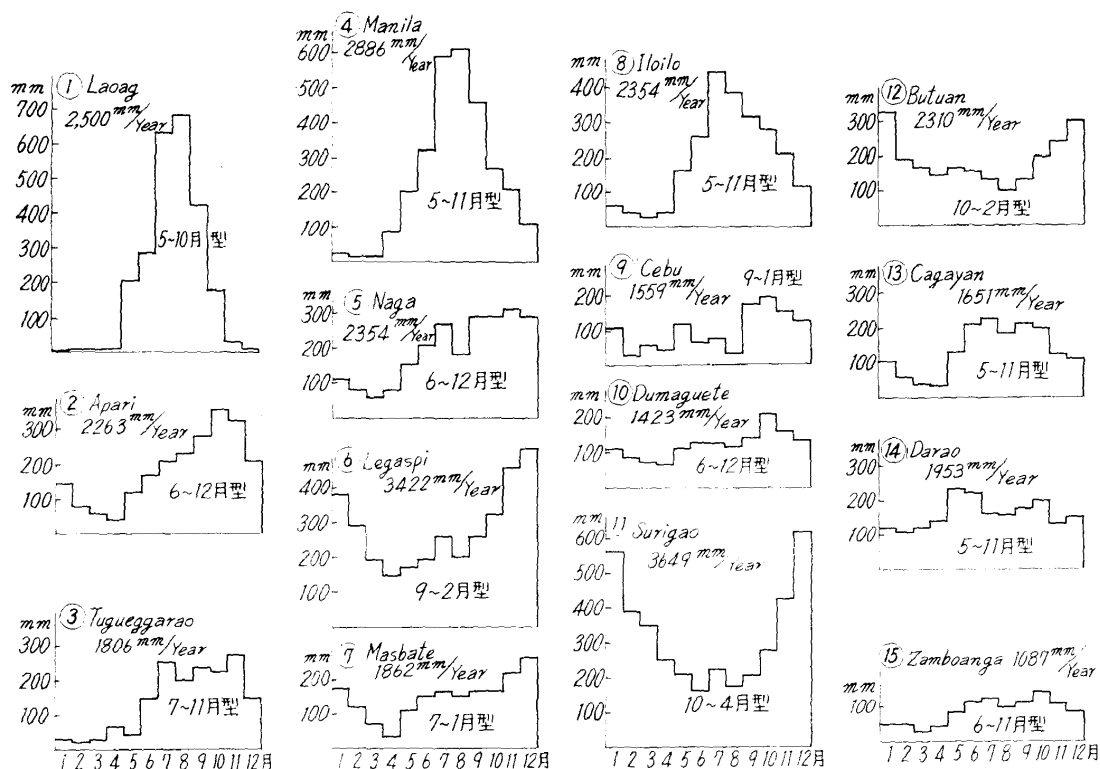 mm
① Laoag
2,500 mm/Year
700
600
500
400
300
200
100
5~10月型
mm
② Apari
2263 mm/Year
300
200
100
6~12月型
mm
③ Tugueggarao
1806 mm/Year
300
200
100
7~11月型
1 2 3 4 5 6 7 8 9 10 11 12月
mm
④ Manila
2886 mm/Year
600
500
400
300
200
100
5~11月型
mm
⑤ Naga
2354 mm/Year
300
200
100
6~12月型
mm
⑥ Legaspi
3422 mm/Year
400
300
200
100
9~2月型
mm
⑦ Masbate
1862 mm/Year
200
100
7~1月型
1 2 3 4 5 6 7 8 9 10 11 12月
mm
⑧ Iloilo
2354 mm/Year
400
300
200
100
5~11月型
mm
⑨ Cebu
1559 mm/Year
200
100
9~1月型
mm
⑩ Dumaguete
1423 mm/Year
200
100
6~12月型
mm
11 Surigao
3649 mm/Year
600
500
400
300
200
100
10~4月型
1 2 3 4 5 6 7 8 9 10 11 12月
mm
⑫ Butuan
2310 mm/Year
300
200
100
10~2月型
mm
⑬ Cagayan
1651 mm/Year
300
200
100
5~11月型
mm
⑭ Darao
1953 mm/Year
300
200
100
5~11月型
mm
⑮ Zamboanga 1087 mm/Year
100
6~11月型
1 2 3 4 5 6 7 8 9 10 11 12月